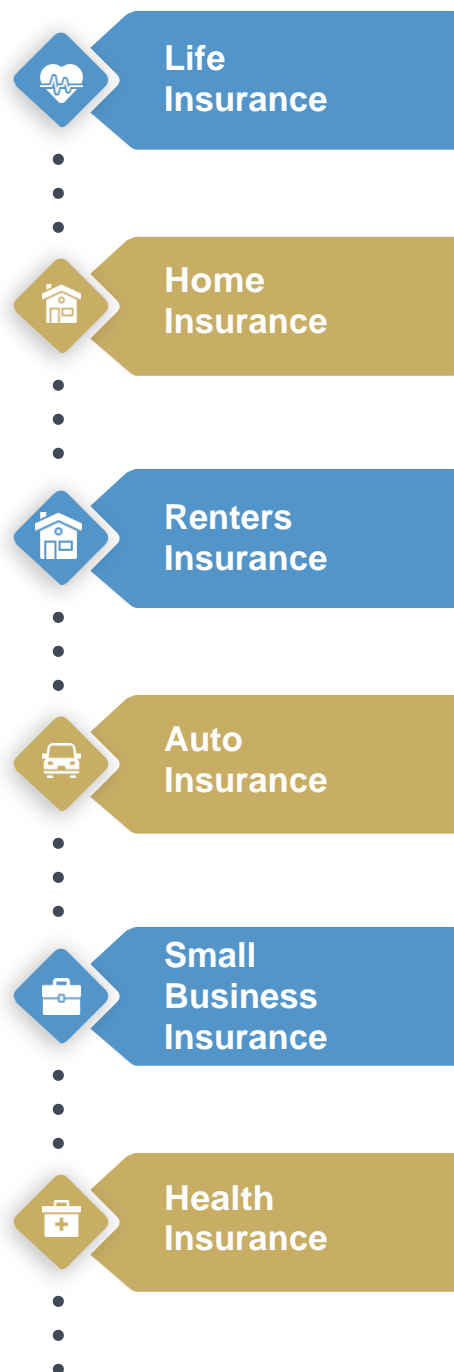 Life
Insurance
Home
Insurance
Renters
Insurance
Auto
Insurance
Small
Business
Insurance
Health
Insurance